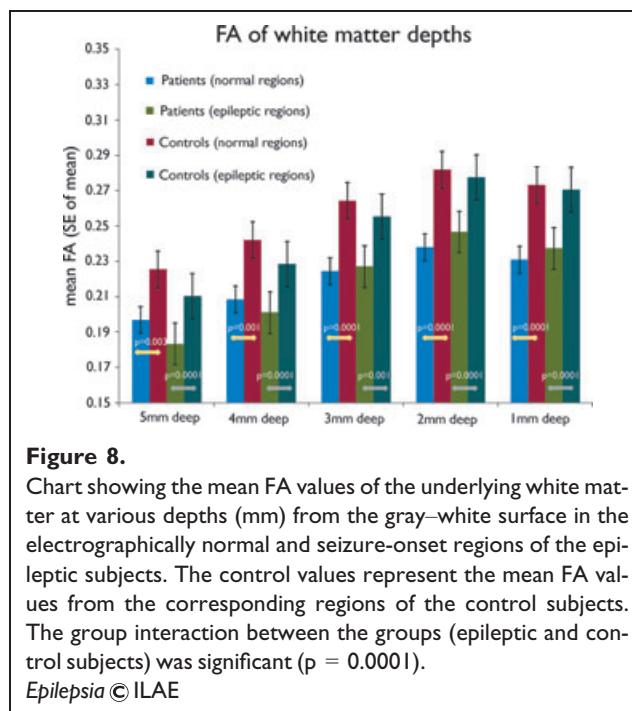 FA of white matter depths
0.35
0.33
0.31
0.29
0.27
0.25
0.23
0.21
0.19
0.17
0.15
mean FA (SE of mean)
Patients (normal regions)
Patients (epileptic regions)
Controls (normal regions)
Controls (epileptic regions)
p=0.003
p=0.0001
p=0.001
p=0.0001
p=0.0001
p=0.001
p=0.0001
p=0.0001
p=0.0001
p=0.0001
5mm deep
4mm deep
3mm deep
2mm deep
1mm deep
Figure 8.
Chart showing the mean FA values of the underlying white mat-
ter at various depths (mm) from the gray–white surface in the
electrographically normal and seizure-onset regions of the epi-
leptic subjects. The control values represent the mean FA val-
ues from the corresponding regions of the control subjects.
The group interaction between the groups (epileptic and con-
trol subjects) was significant (p = 0.0001).
Epilepsia © ILAE